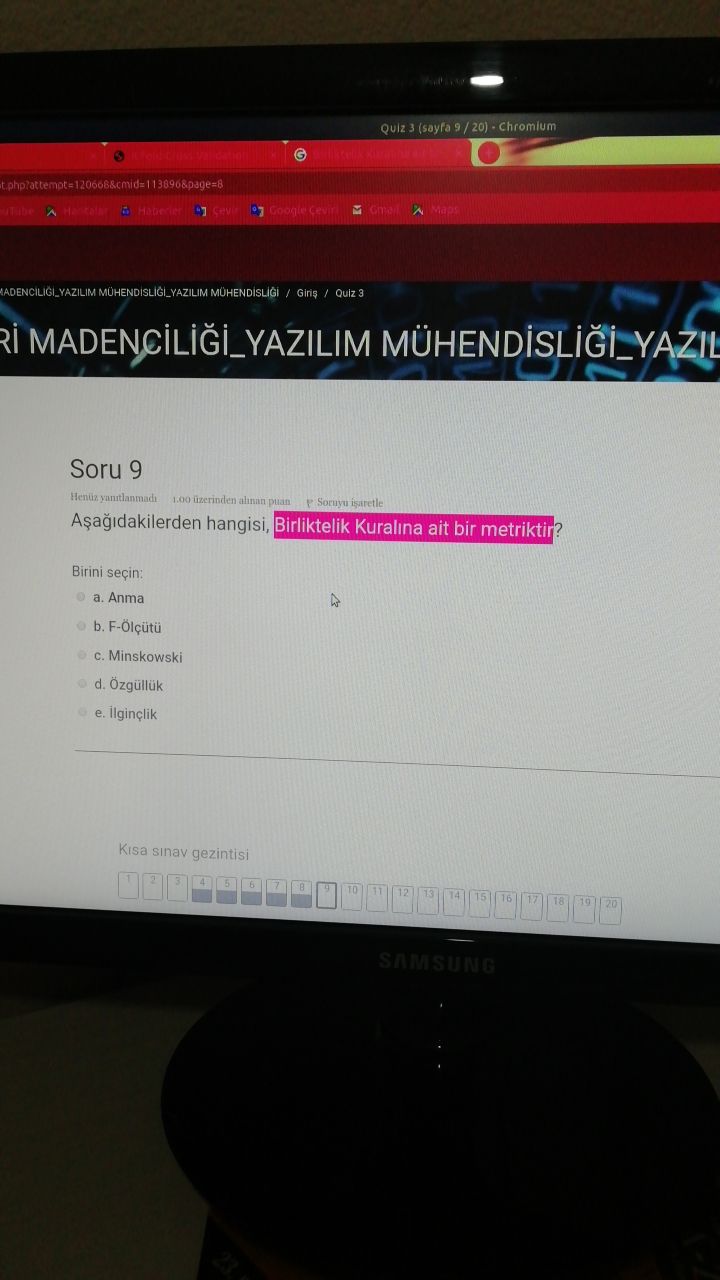 Quiz 3 (sayfa 9 / 20) - Chromium
t.php?attempt=120668&cmid=113896&page=8
Haritalar Haberler Çevir Google Çeviri Gmail Maps
MADENCİLİĞİ_YAZILIM MÜHENDİSLİĞİ_YAZILIM MÜHENDİSLİĞİ / Giriş / Quiz 3
Rİ MADENCİLİĞİ_YAZILIM MÜHENDİSLİĞİ_YAZIL
Soru 9
Henüz yanıtlanmadı 1.00 üzerinden alınan puan Soruyu işaretle
Aşağıdakilerden hangisi, Birliktelik Kuralına ait bir metriktir?
Birini seçin:
a. Anma
b. F-Ölçütü
c. Minskowski
d. Özgüllük
e. İlginçlik
Kısa sınav gezintisi
1 2 3 4 5 6 7 8 9 10 11 12 13 14 15 16 17 18 19 20
SAMSUNG